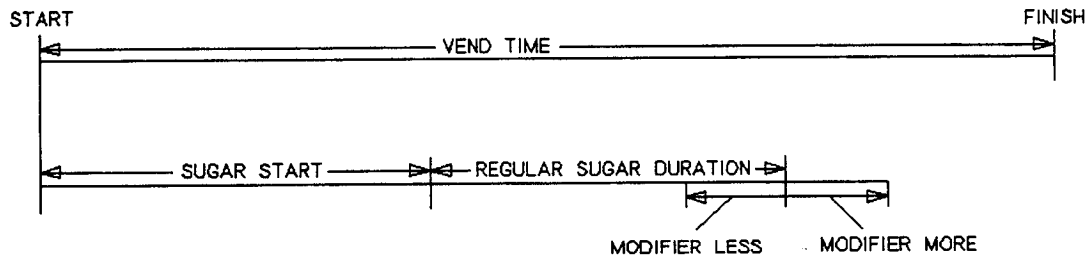 START FINISH
VEND TIME
SUGAR START REGULAR SUGAR DURATION
MODIFIER LESS MODIFIER MORE